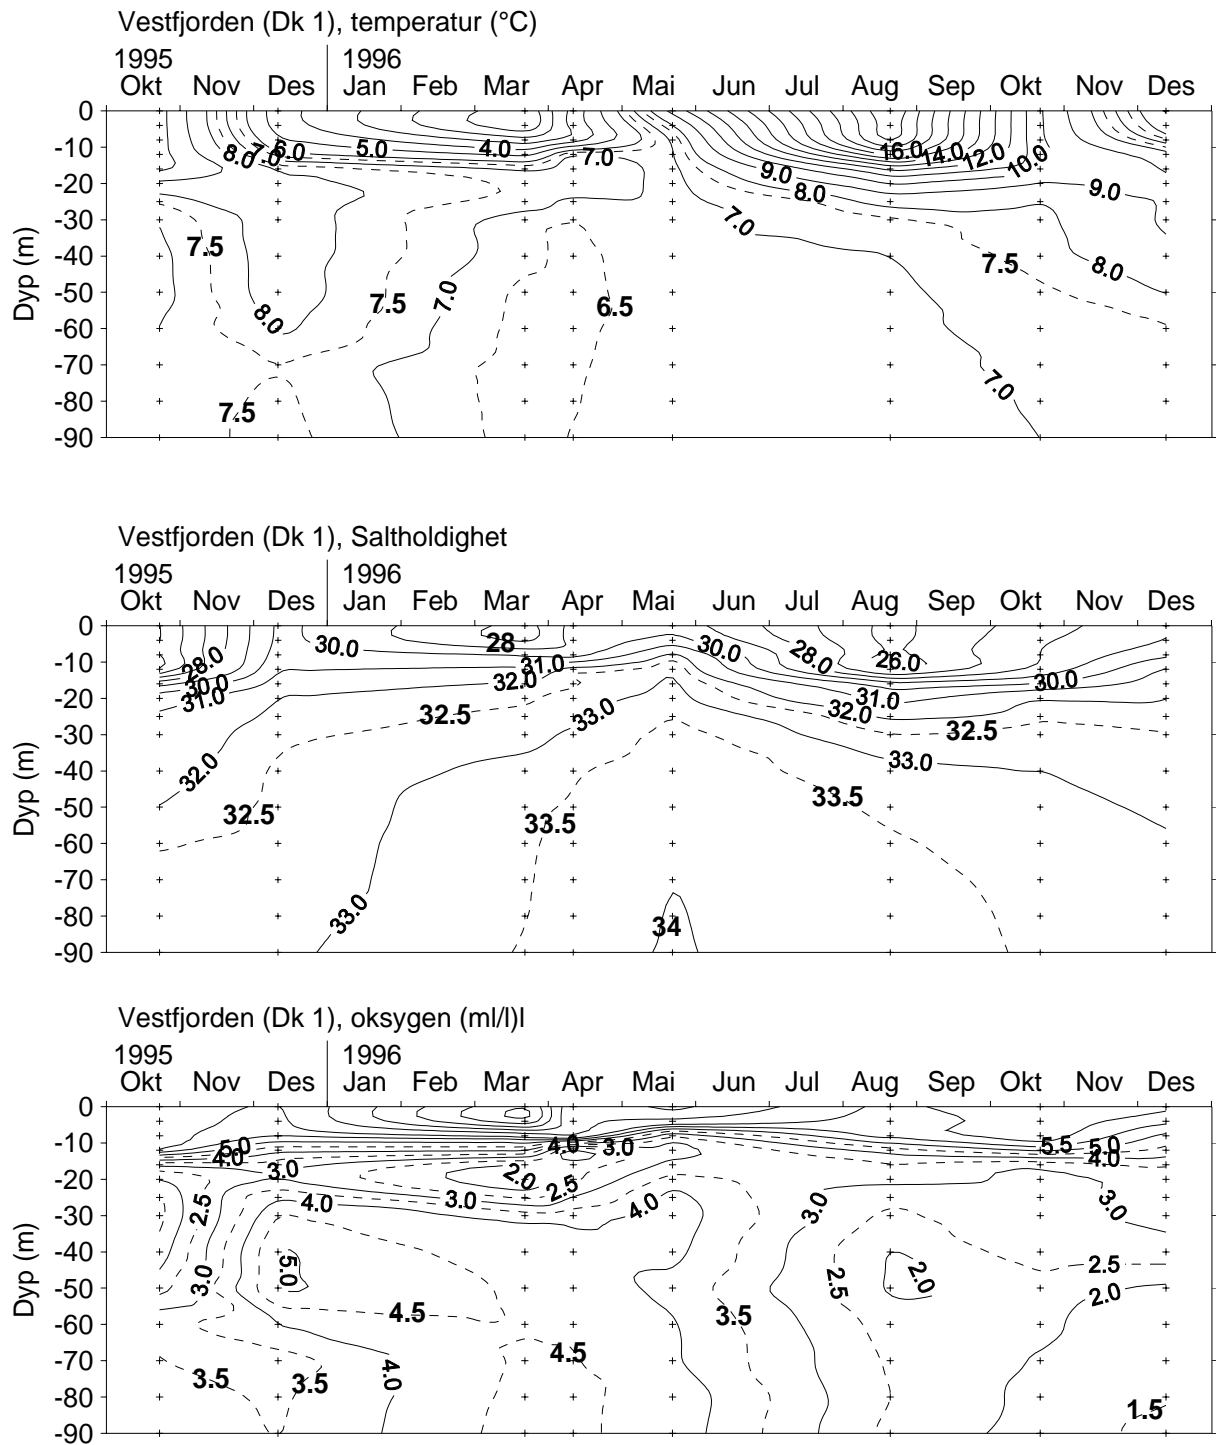 Vestfjorden (Dk 1), temperatur (°C)
1995 1996
Okt Nov Des Jan Feb Mar Apr Mai Jun Jul Aug Sep Okt Nov Des
0
-10
-20
-30
-40
-50
-60
-70
-80
-90
Dyp (m)
8.0 7.0 6.0 5.0 4.0 7.0 16.0 14.0 12.0 10.0
9.0 8.0 9.0
7.0
7.5 7.5 8.0
8.0 7.5 7.0 6.5
7.5 7.0
Vestfjorden (Dk 1), Saltholdighet
1995 1996
Okt Nov Des Jan Feb Mar Apr Mai Jun Jul Aug Sep Okt Nov Des
0
-10
-20
-30
-40
-50
-60
-70
-80
-90
Dyp (m)
28.0 30.0 28 30.0 28.0 26.0
30.0 31.0 30.0
31.0 32.0 31.0
32.5 33.0 32.0 32.5
32.0 33.0
32.5 33.5 33.5
33.0 34
Vestfjorden (Dk 1), oksygen (ml/l)l
1995 1996
Okt Nov Des Jan Feb Mar Apr Mai Jun Jul Aug Sep Okt Nov Des
0
-10
-20
-30
-40
-50
-60
-70
-80
-90
Dyp (m)
5.0 4.0 3.0 5.5 5.0
4.0 3.0 2.0 2.5 4.0
2.5 4.0 3.0 4.0 3.0 3.0
3.0 5.0 2.5 2.0 2.5
4.5 3.5 2.0
3.5 3.5 4.0 4.5
1.5